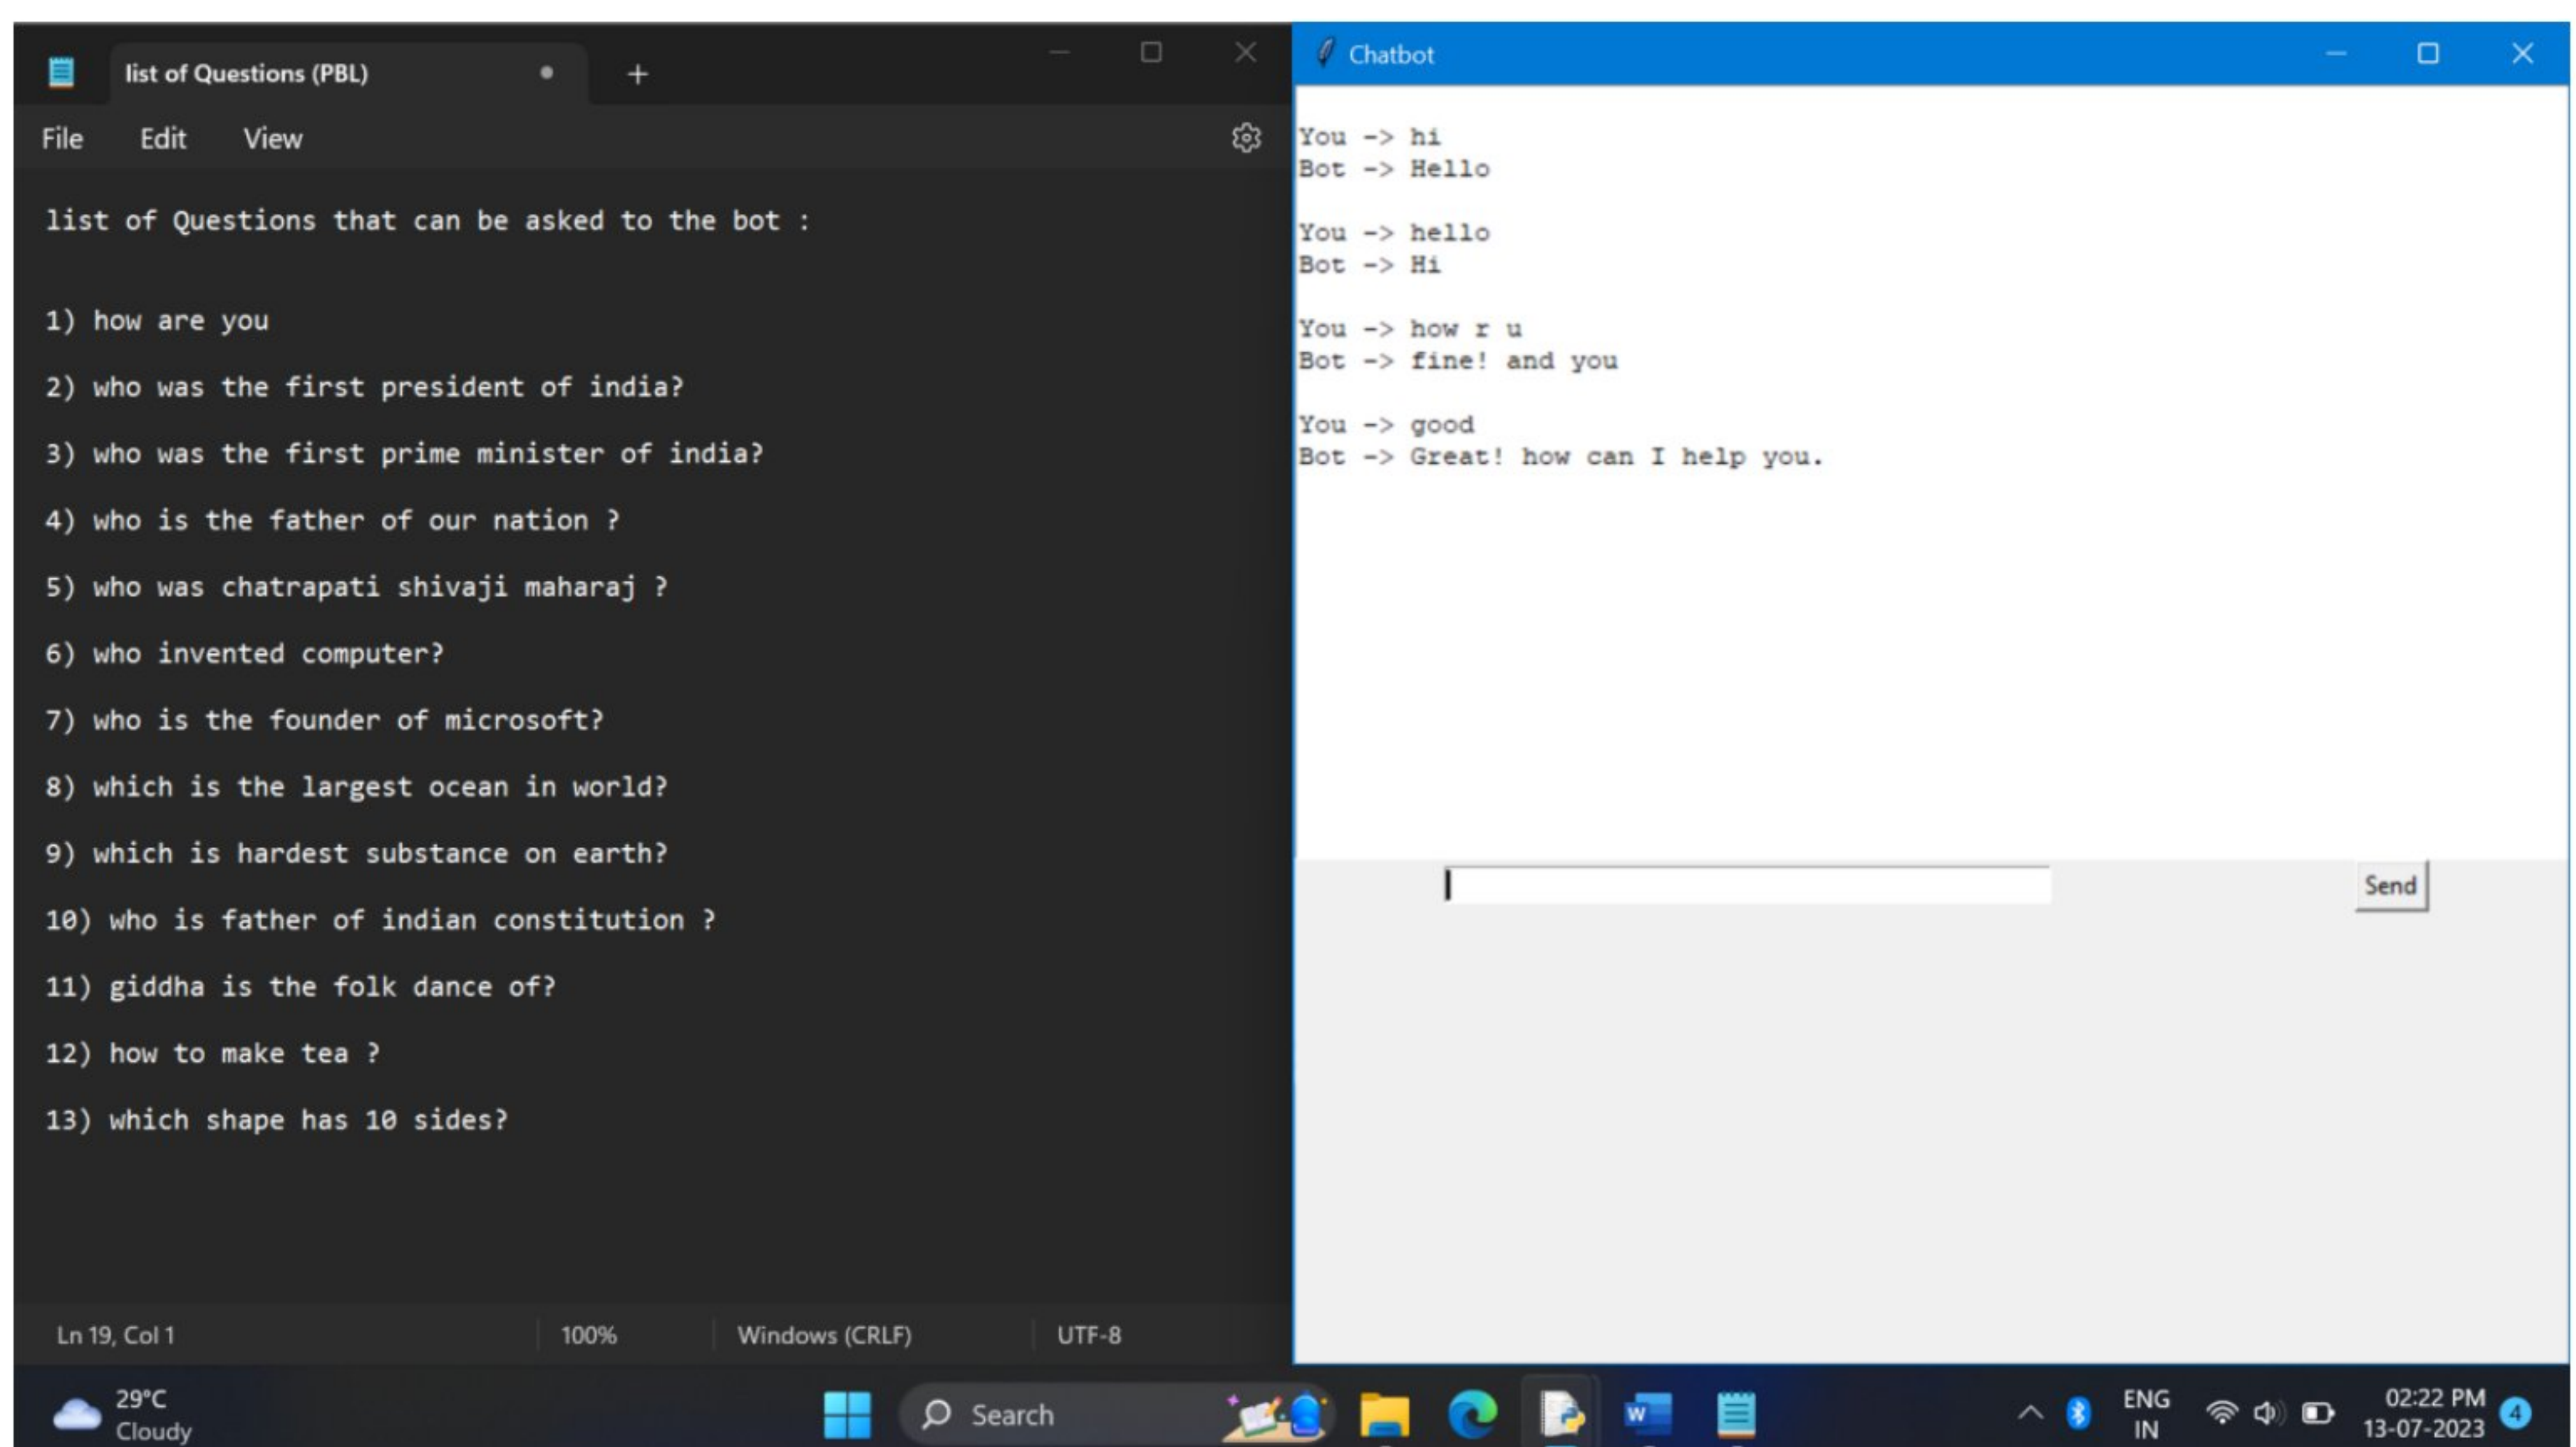 list of Questions (PBL)
File Edit View
list of Questions that can be asked to the bot :
1) how are you
2) who was the first president of india?
3) who was the first prime minister of india?
4) who is the father of our nation ?
5) who was chatrapati shivaji maharaj ?
6) who invented computer?
7) who is the founder of microsoft?
8) which is the largest ocean in world?
9) which is hardest substance on earth?
10) who is father of indian constitution ?
11) giddha is the folk dance of?
12) how to make tea ?
13) which shape has 10 sides?
Ln 19, Col 1 100% Windows (CRLF) UTF-8
Chatbot
You -> hi
Bot -> Hello
You -> hello
Bot -> Hi
You -> how r u
Bot -> fine! and you
You -> good
Bot -> Great! how can I help you.
Send
29°C
Cloudy
Search
W
ENG
IN
02:22 PM
13-07-2023
4